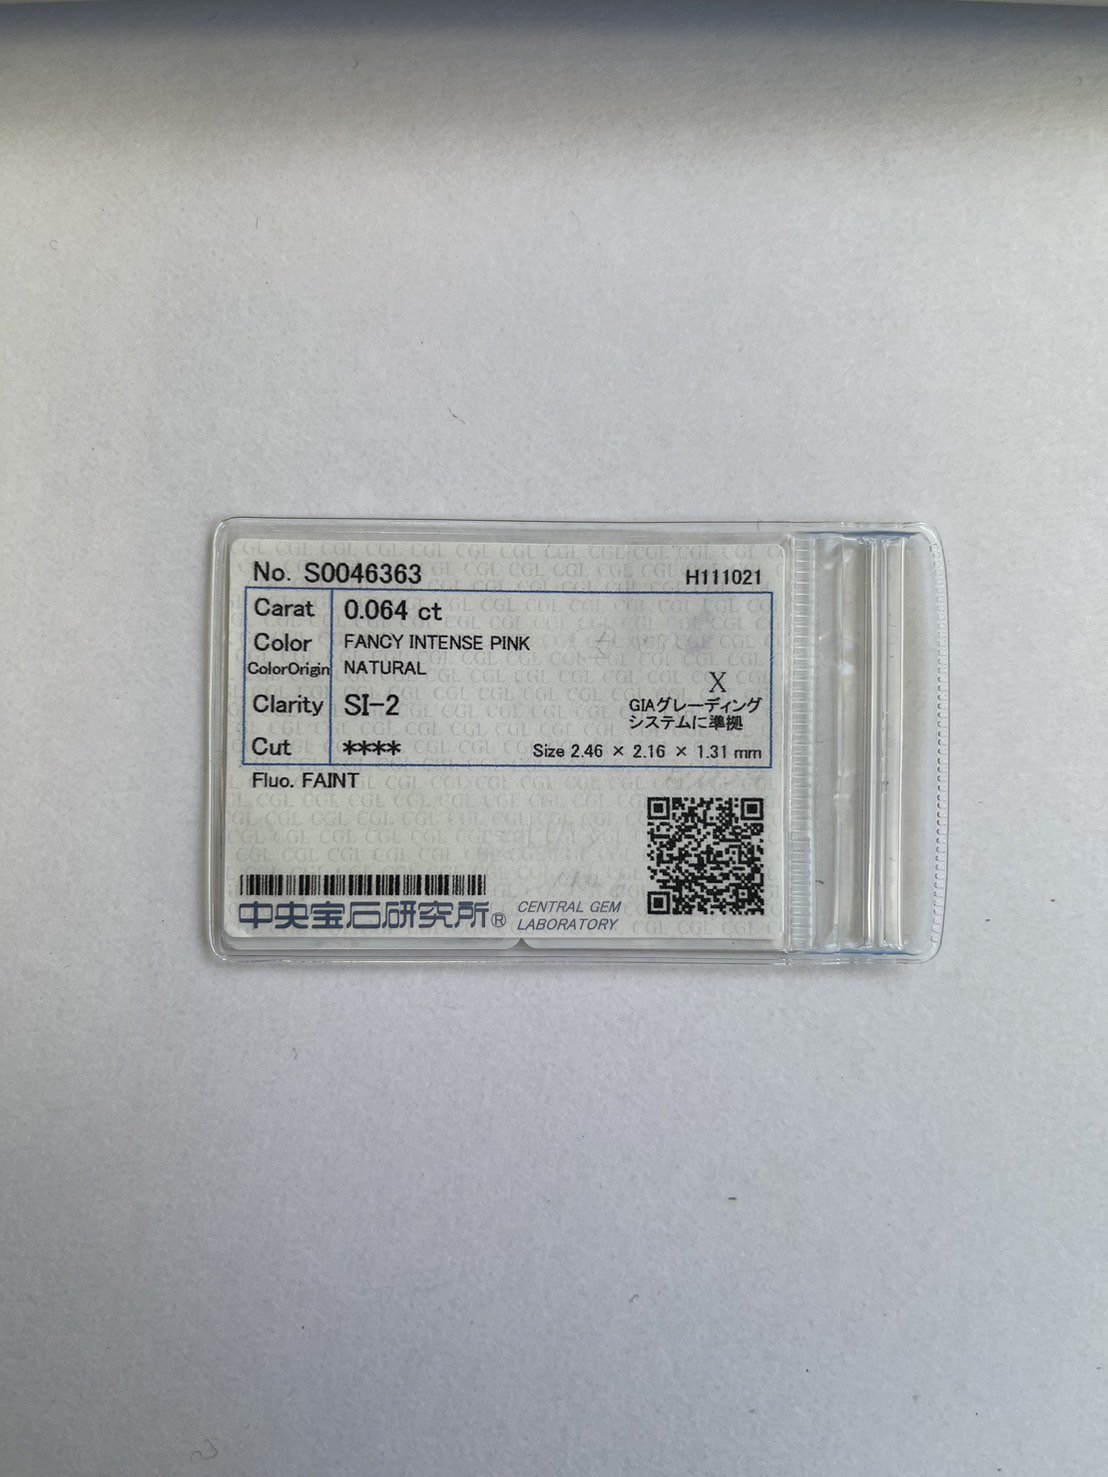 No. S0046363
H111021
Carat 0.064 ct
Color FANCY INTENSE PINK
ColorOrigin NATURAL
X
Clarity SI-2
GIAグレーディング
システムに準拠
Cut ****
Size 2.46 × 2.16 × 1.31 mm
Fluo. FAINT
中央宝石研究所®
CENTRAL GEM
LABORATORY